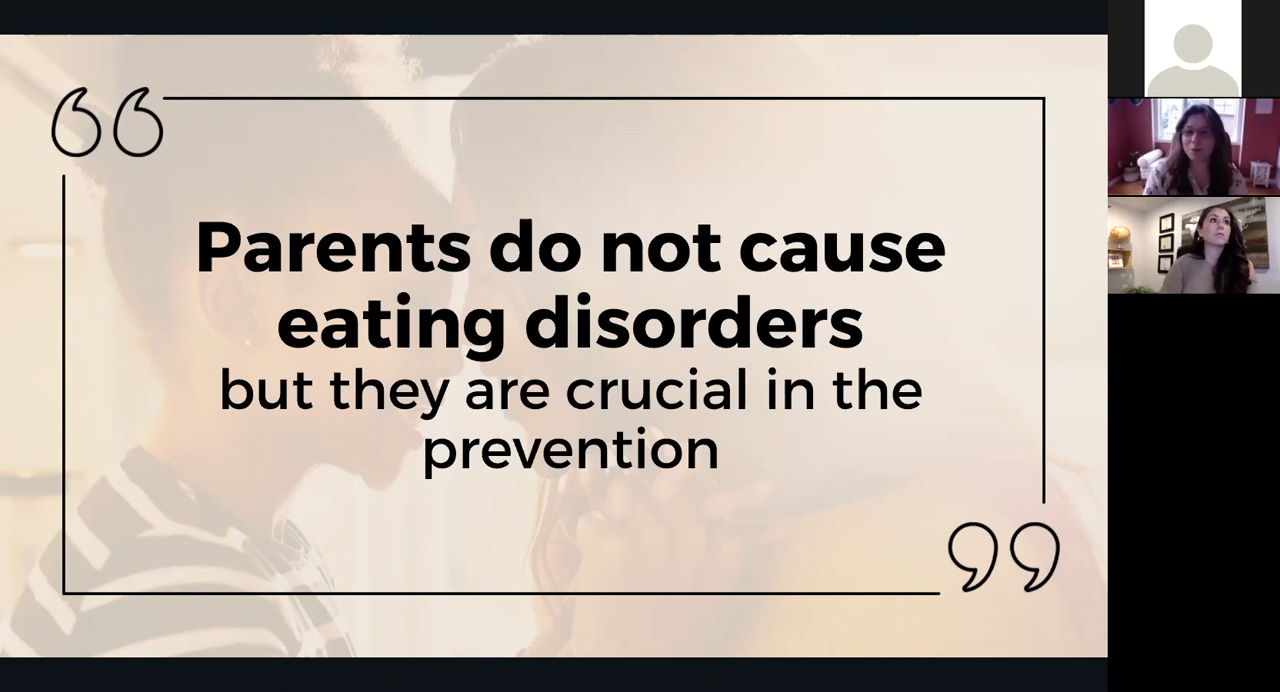 Parents do not cause
eating disorders
but they are crucial in the
prevention